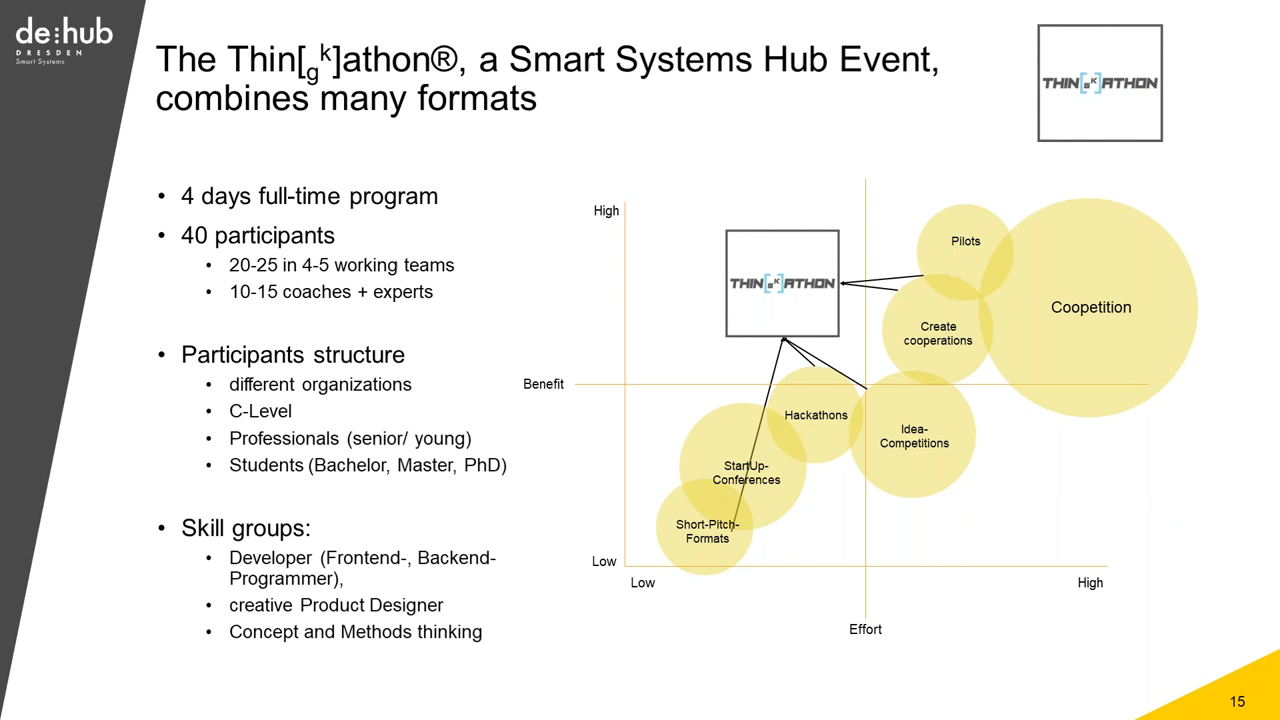 de:hub
DRESDEN
Smart Systems
The Thin[gk]athon®, a Smart Systems Hub Event,
combines many formats
THIN[gK]ATHON
• 4 days full-time program
• 40 participants
• 20-25 in 4-5 working teams
• 10-15 coaches + experts
• Participants structure
• different organizations
• C-Level
• Professionals (senior/ young)
• Students (Bachelor, Master, PhD)
• Skill groups:
• Developer (Frontend-, Backend-
Programmer),
• creative Product Designer
• Concept and Methods thinking
High
Benefit
Low
Low
High
Effort
THIN[gK]ATHON
Pilots
Coopetition
Create
cooperations
Hackathons
Idea-
Competitions
StartUp-
Conferences
Short-Pitch-
Formats
15